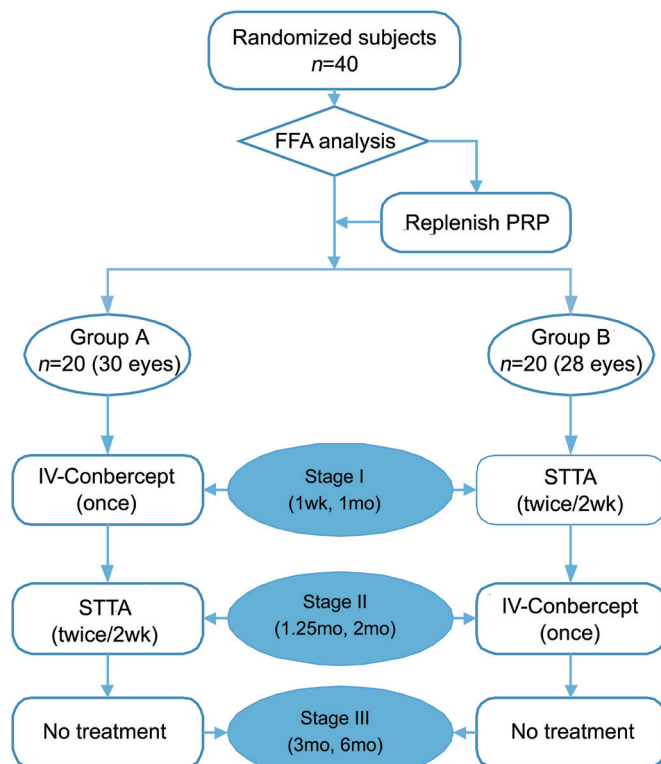 Randomized subjects
n=40
FFA analysis
Replenish PRP
Group A
n=20 (30 eyes)
Group B
n=20 (28 eyes)
IV-Conbercept
(once)
Stage I
(1wk, 1mo)
STTA
(twice/2wk)
STTA
(twice/2wk)
Stage II
(1.25mo, 2mo)
IV-Conbercept
(once)
No treatment
Stage III
(3mo, 6mo)
No treatment